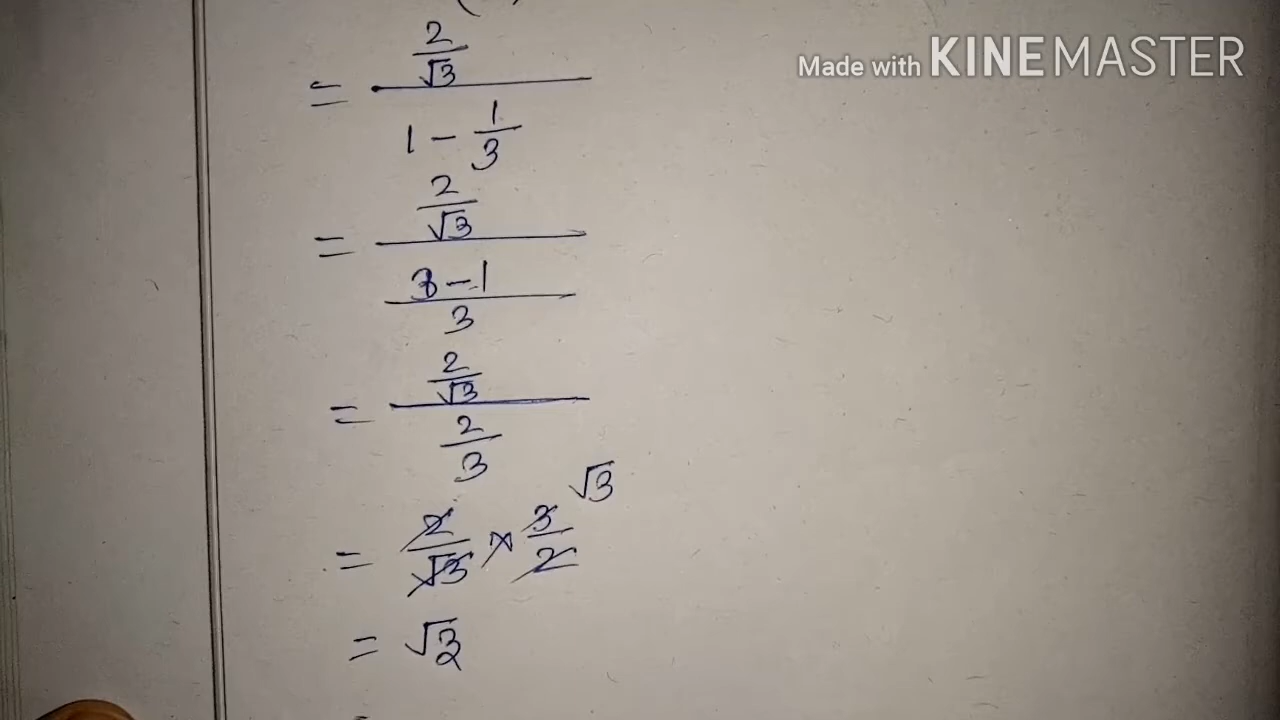 Made with KINEMASTER
= (2/√3) / (1 - 1/3)
= (2/√3) / ((3-1)/3)
= (2/√3) / (2/3)
= 2/√3 × 3/2 √3
= √3